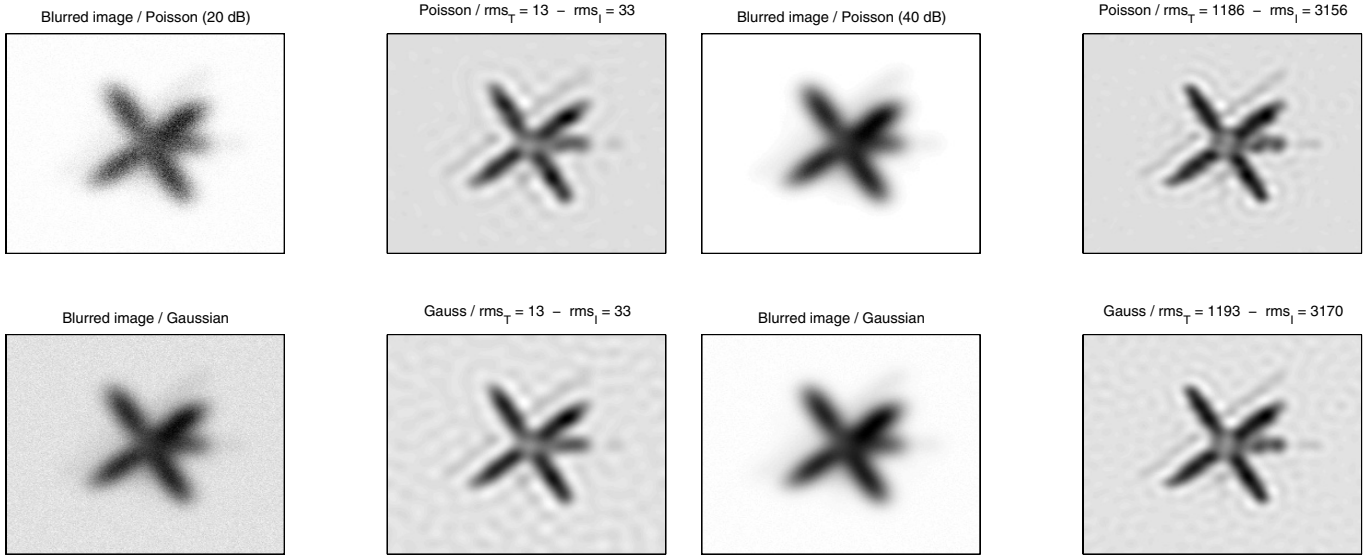 Blurred image / Poisson (20 dB)
Poisson / rms_T = 13 − rms_I = 33
Blurred image / Poisson (40 dB)
Poisson / rms_T = 1186 − rms_I = 3156
Blurred image / Gaussian
Gauss / rms_T = 13 − rms_I = 33
Blurred image / Gaussian
Gauss / rms_T = 1193 − rms_I = 3170